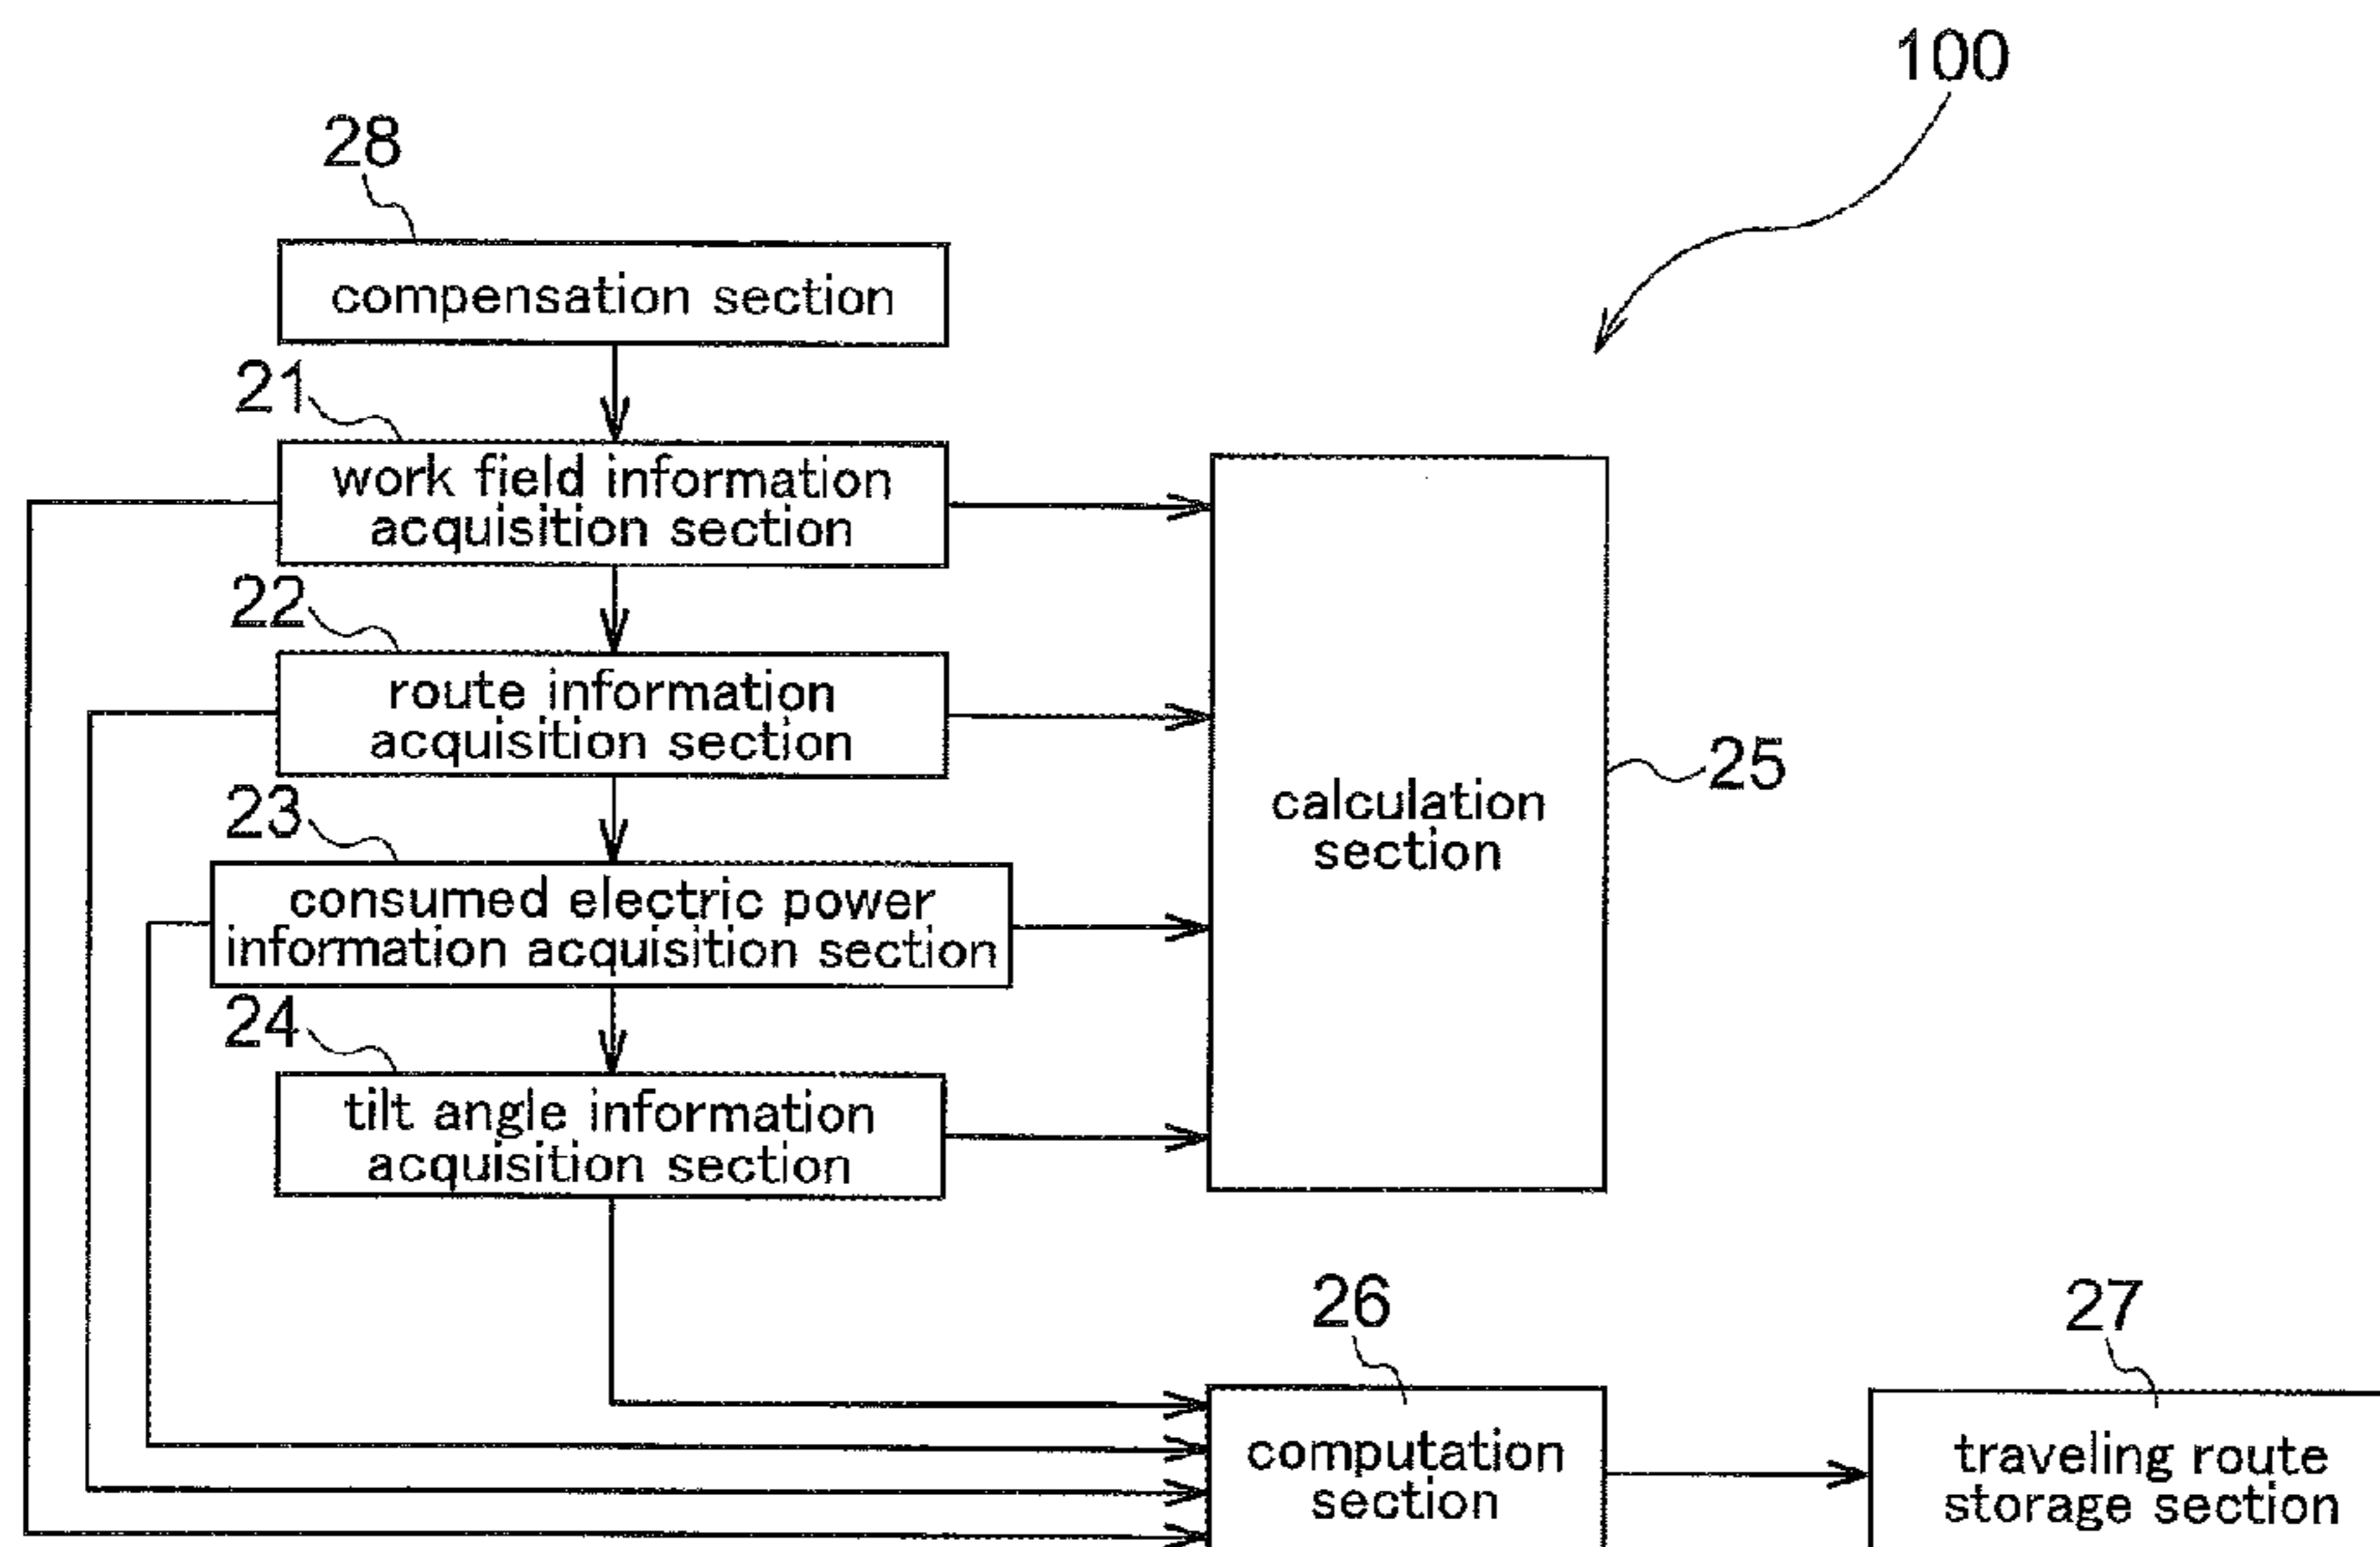 100
28
compensation section
21
work field information
acquisition section
22
route information
acquisition section
23
consumed electric power
information acquisition section
24
tilt angle information
acquisition section
calculation
section
25
26
computation
section
27
traveling route
storage section